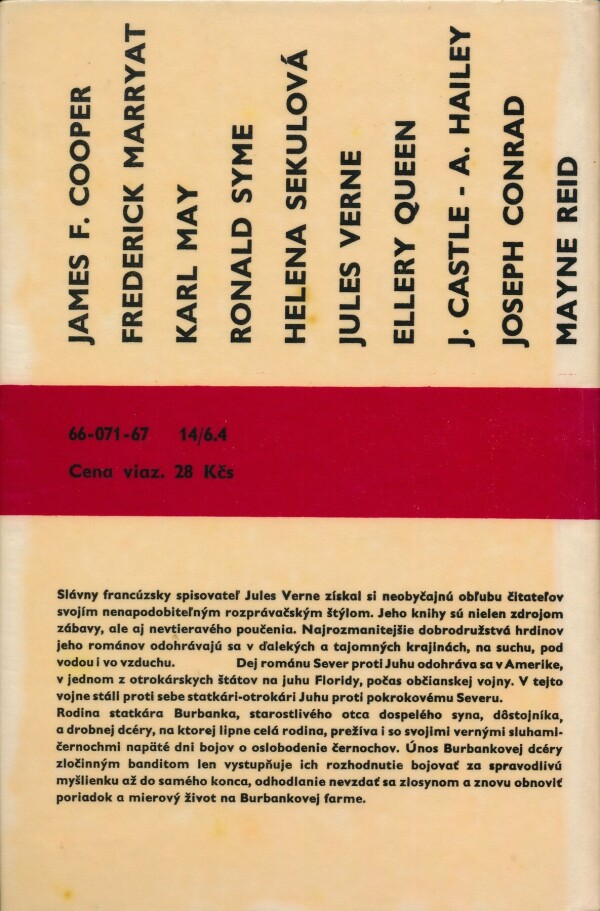 JAMES F. COOPER
FREDERICK MARRYAT
KARL MAY
RONALD SYME
HELENA SEKULOVÁ
JULES VERNE
ELLERY QUEEN
J. CASTLE - A. HAILEY
JOSEPH CONRAD
MAYNE REID
66-071-67 14/6.4
Cena viaz. 28 Kčs
Slávny francúzsky spisovateľ Jules Verne získal si neobyčajnú obľubu čitateľov
svojím nenapodobiteľným rozprávačským štýlom. Jeho knihy sú nielen zdrojom
zábavy, ale aj nevtieravého poučenia. Najrozmanitejšie dobrodružstvá hrdinov
jeho románov odohrávajú sa v ďalekých a tajomných krajinách, na suchu, pod
vodou i vo vzduchu. Dej románu Sever proti Juhu odohráva sa v Amerike,
v jednom z otrokárskych štátov na juhu Floridy, počas občianskej vojny. V tejto
vojne stáli proti sebe statkári-otrokári Juhu proti pokrokovému Severu.
Rodina statkára Burbanka, starostlivého otca dospelého syna, dôstojníka,
a drobnej dcéry, na ktorej lipne celá rodina, prežíva i so svojimi vernými sluhami-
černochmi napäté dni bojov o oslobodenie černochov. Únos Burbankovej dcéry
zločinným banditom len vystupňuje ich rozhodnutie bojovať za spravodlivú
myšlienku až do samého konca, odhodlanie nevzdať sa zlosynom a znovu obnoviť
poriadok a mierový život na Burbankovej farme.